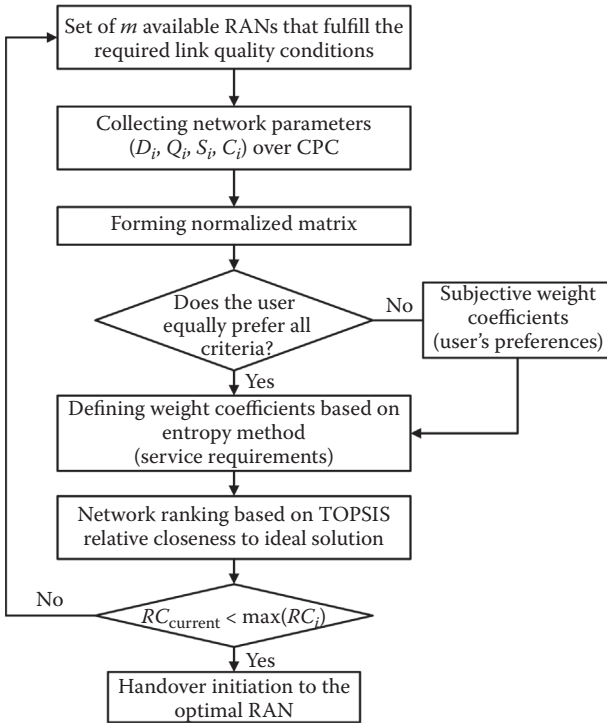 Set of m available RANs that fulfill the
required link quality conditions
Collecting network parameters
(Dᵢ, Qᵢ, Sᵢ, Cᵢ) over CPC
Forming normalized matrix
Does the user
equally prefer all
criteria?
No
Subjective weight
coefficients
(user's preferences)
Yes
Defining weight coefficients based on
entropy method
(service requirements)
Network ranking based on TOPSIS
relative closeness to ideal solution
No
RC_current < max(RCᵢ)
Yes
Handover initiation to the
optimal RAN